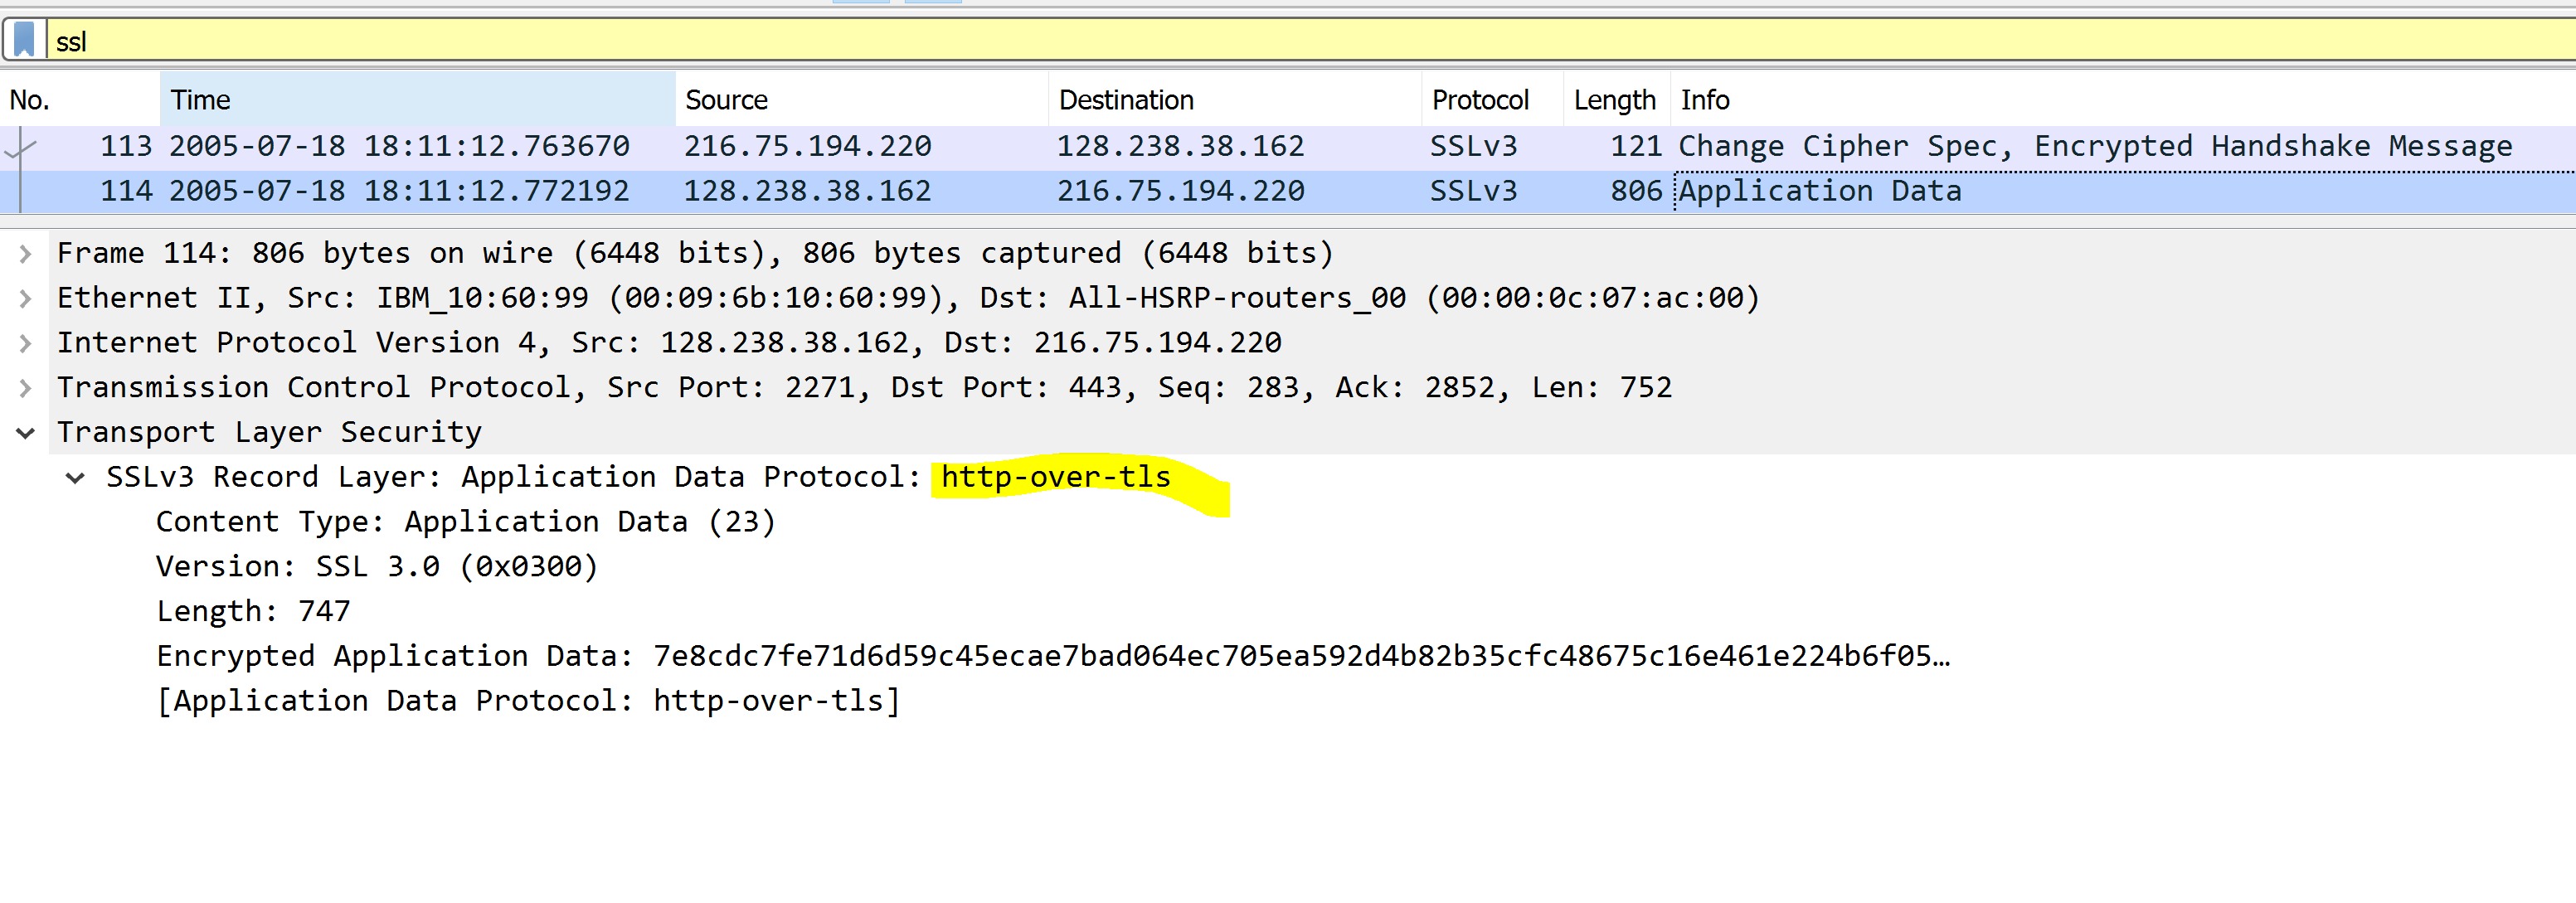 ssl
No. Time Source Destination Protocol Length Info
113 2005-07-18 18:11:12.763670 216.75.194.220 128.238.38.162 SSLv3 121 Change Cipher Spec, Encrypted Handshake Message
114 2005-07-18 18:11:12.772192 128.238.38.162 216.75.194.220 SSLv3 806 Application Data
Frame 114: 806 bytes on wire (6448 bits), 806 bytes captured (6448 bits)
Ethernet II, Src: IBM_10:60:99 (00:09:6b:10:60:99), Dst: All-HSRP-routers_00 (00:00:0c:07:ac:00)
Internet Protocol Version 4, Src: 128.238.38.162, Dst: 216.75.194.220
Transmission Control Protocol, Src Port: 2271, Dst Port: 443, Seq: 283, Ack: 2852, Len: 752
Transport Layer Security
SSLv3 Record Layer: Application Data Protocol: http-over-tls
Content Type: Application Data (23)
Version: SSL 3.0 (0x0300)
Length: 747
Encrypted Application Data: 7e8cdc7fe71d6d59c45ecae7bad064ec705ea592d4b82b35cfc48675c16e461e224b6f05…
[Application Data Protocol: http-over-tls]